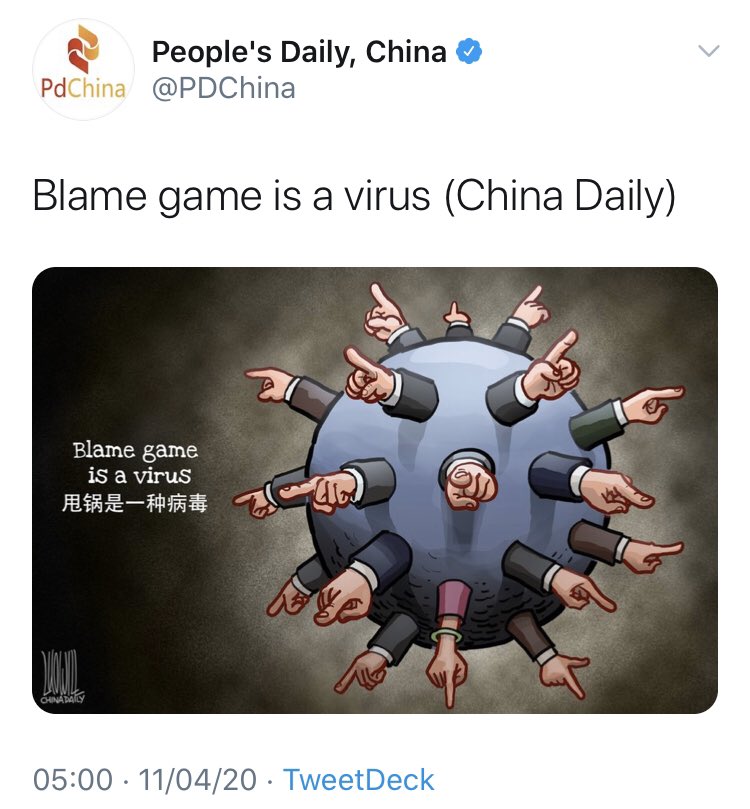 People's Daily, China
PdChina
@PDChina
Blame game is a virus (China Daily)
Blame game
is a virus
甩锅是一种病毒
CHINA DAILY
05:00 · 11/04/20 · TweetDeck